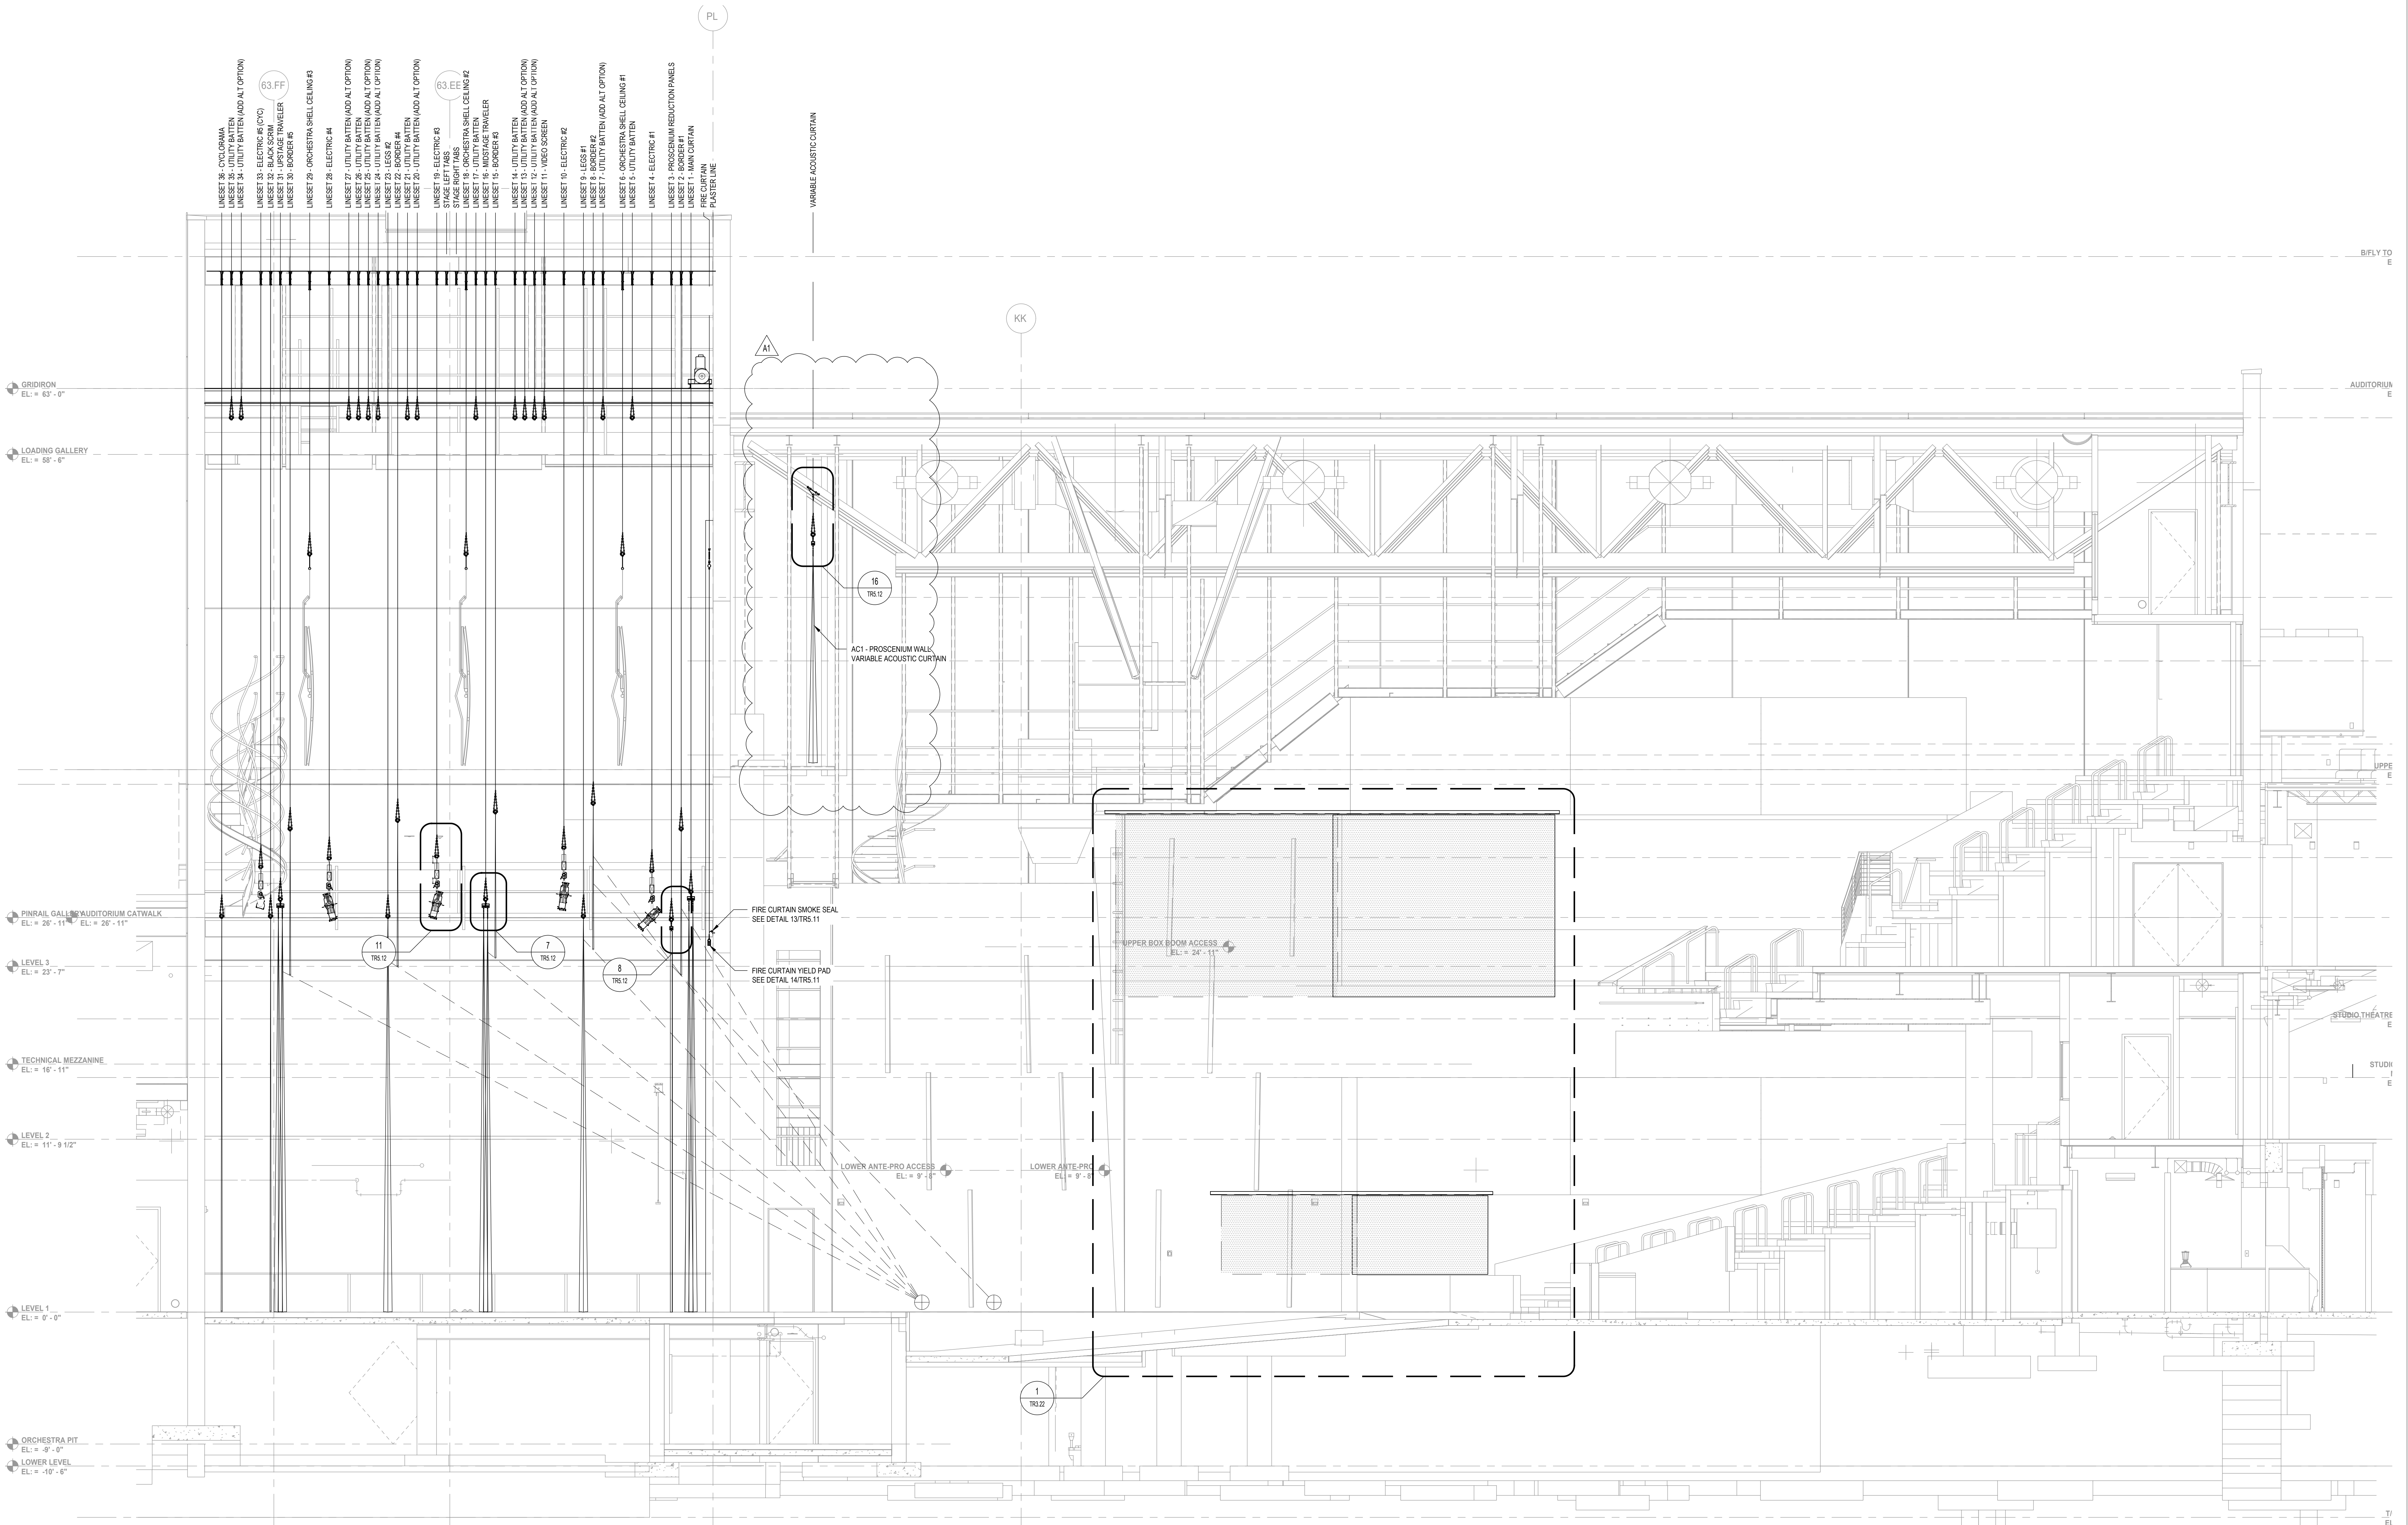 PL
63.FF
63.EE
LINESET 36 - CYCLORAMA
LINESET 35 - UTILITY BATTEN
LINESET 34 - UTILITY BATTEN (ADD ALT OPTION)
LINESET 33 - ELECTRIC #5 (CYC)
LINESET 32 - BLACK SCRIM
LINESET 31 - UPSTAGE TRAVELER
LINESET 30 - BORDER #5
LINESET 29 - ORCHESTRA SHELL CEILING #3
LINESET 28 - ELECTRIC #4
LINESET 27 - UTILITY BATTEN (ADD ALT OPTION)
LINESET 26 - UTILITY BATTEN
LINESET 25 - UTILITY BATTEN (ADD ALT OPTION)
LINESET 24 - UTILITY BATTEN (ADD ALT OPTION)
LINESET 23 - LEGS #2
LINESET 22 - BORDER #4
LINESET 21 - UTILITY BATTEN
LINESET 20 - UTILITY BATTEN (ADD ALT OPTION)
LINESET 19 - ELECTRIC #3
STAGE LEFT TABS
STAGE RIGHT TABS
LINESET 18 - ORCHESTRA SHELL CEILING #2
LINESET 17 - UTILITY BATTEN
LINESET 16 - MIDSTAGE TRAVELER
LINESET 15 - BORDER #3
LINESET 14 - UTILITY BATTEN
LINESET 13 - UTILITY BATTEN (ADD ALT OPTION)
LINESET 12 - UTILITY BATTEN (ADD ALT OPTION)
LINESET 11 - VIDEO SCREEN
LINESET 10 - ELECTRIC #2
LINESET 9 - LEGS #1
LINESET 8 - BORDER #2
LINESET 7 - UTILITY BATTEN (ADD ALT OPTION)
LINESET 6 - ORCHESTRA SHELL CEILING #1
LINESET 5 - UTILITY BATTEN
LINESET 4 - ELECTRIC #1
LINESET 3 - PROSCENIUM REDUCTION PANELS
LINESET 2 - BORDER #1
LINESET 1 - MAIN CURTAIN
FIRE CURTAIN
PLASTER LINE
VARIABLE ACOUSTIC CURTAIN
B/FLY TO
E
KK
A1
GRIDIRON
EL: = 63' - 0"
AUDITORIUM
E
LOADING GALLERY
EL: = 58' - 6"
16
TR5.12
AC1 - PROSCENIUM WALL
VARIABLE ACOUSTIC CURTAIN
UPPE
E
PINRAIL GALLERY
EL: = 26' - 11"
AUDITORIUM CATWALK
EL: = 26' - 11"
FIRE CURTAIN SMOKE SEAL
SEE DETAIL 13/TR5.11
11
TR5.12
7
TR5.12
8
TR5.12
UPPER BOX BOOM ACCESS
EL: = 24' - 11"
LEVEL 3
EL: = 23' - 7"
FIRE CURTAIN YIELD PAD
SEE DETAIL 14/TR5.11
STUDIO THEATRE
E
TECHNICAL MEZZANINE
EL: = 16' - 11"
STUDIO
E
LEVEL 2
EL: = 11' - 9 1/2"
LOWER ANTE-PRO ACCESS
EL: = 9' - 8"
LOWER ANTE-PRO
EL: = 9' - 8"
LEVEL 1
EL: = 0' - 0"
1
TR3.22
ORCHESTRA PIT
EL: = -9' - 0"
LOWER LEVEL
EL: = -10' - 6"
T/
EL